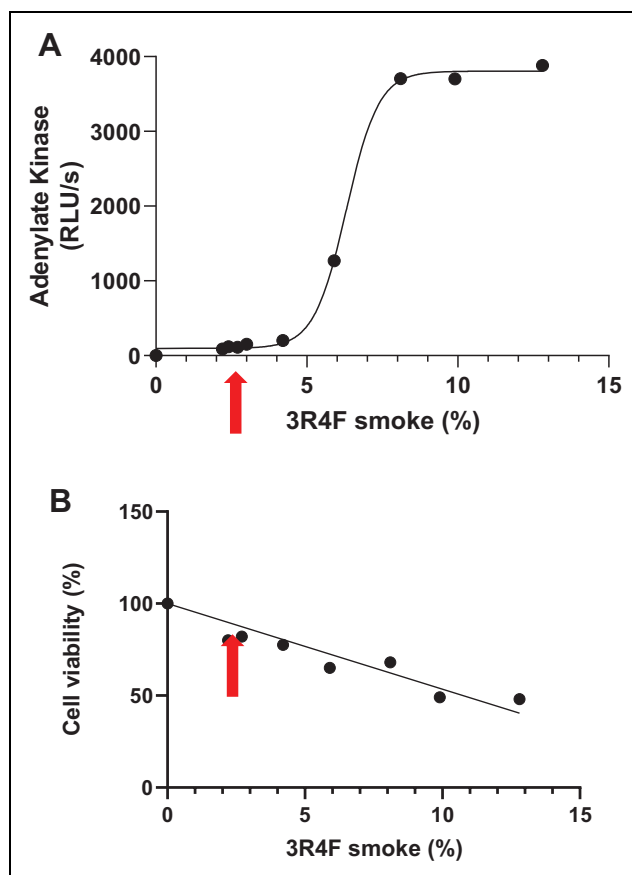 A
Adenylate Kinase
(RLU/s)
4000
3000
2000
1000
0
0 5 10 15
3R4F smoke (%)
B
Cell viability (%)
150
100
50
0
0 5 10 15
3R4F smoke (%)